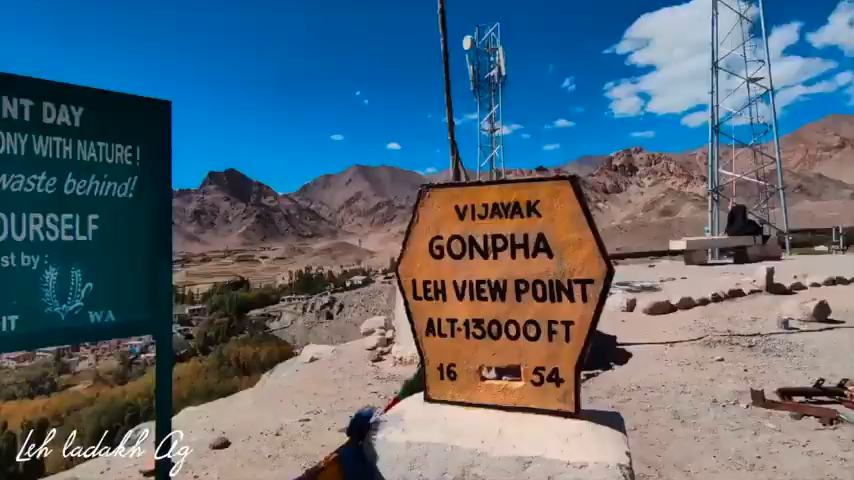 NT DAY
ONY WITH NATURE!
waste behind!
OURSELF
st by:
IT WA
VIJAYAK
GONPHA
LEH VIEW POINT
ALT-13000 FT
16 54
Leh ladakh Ag